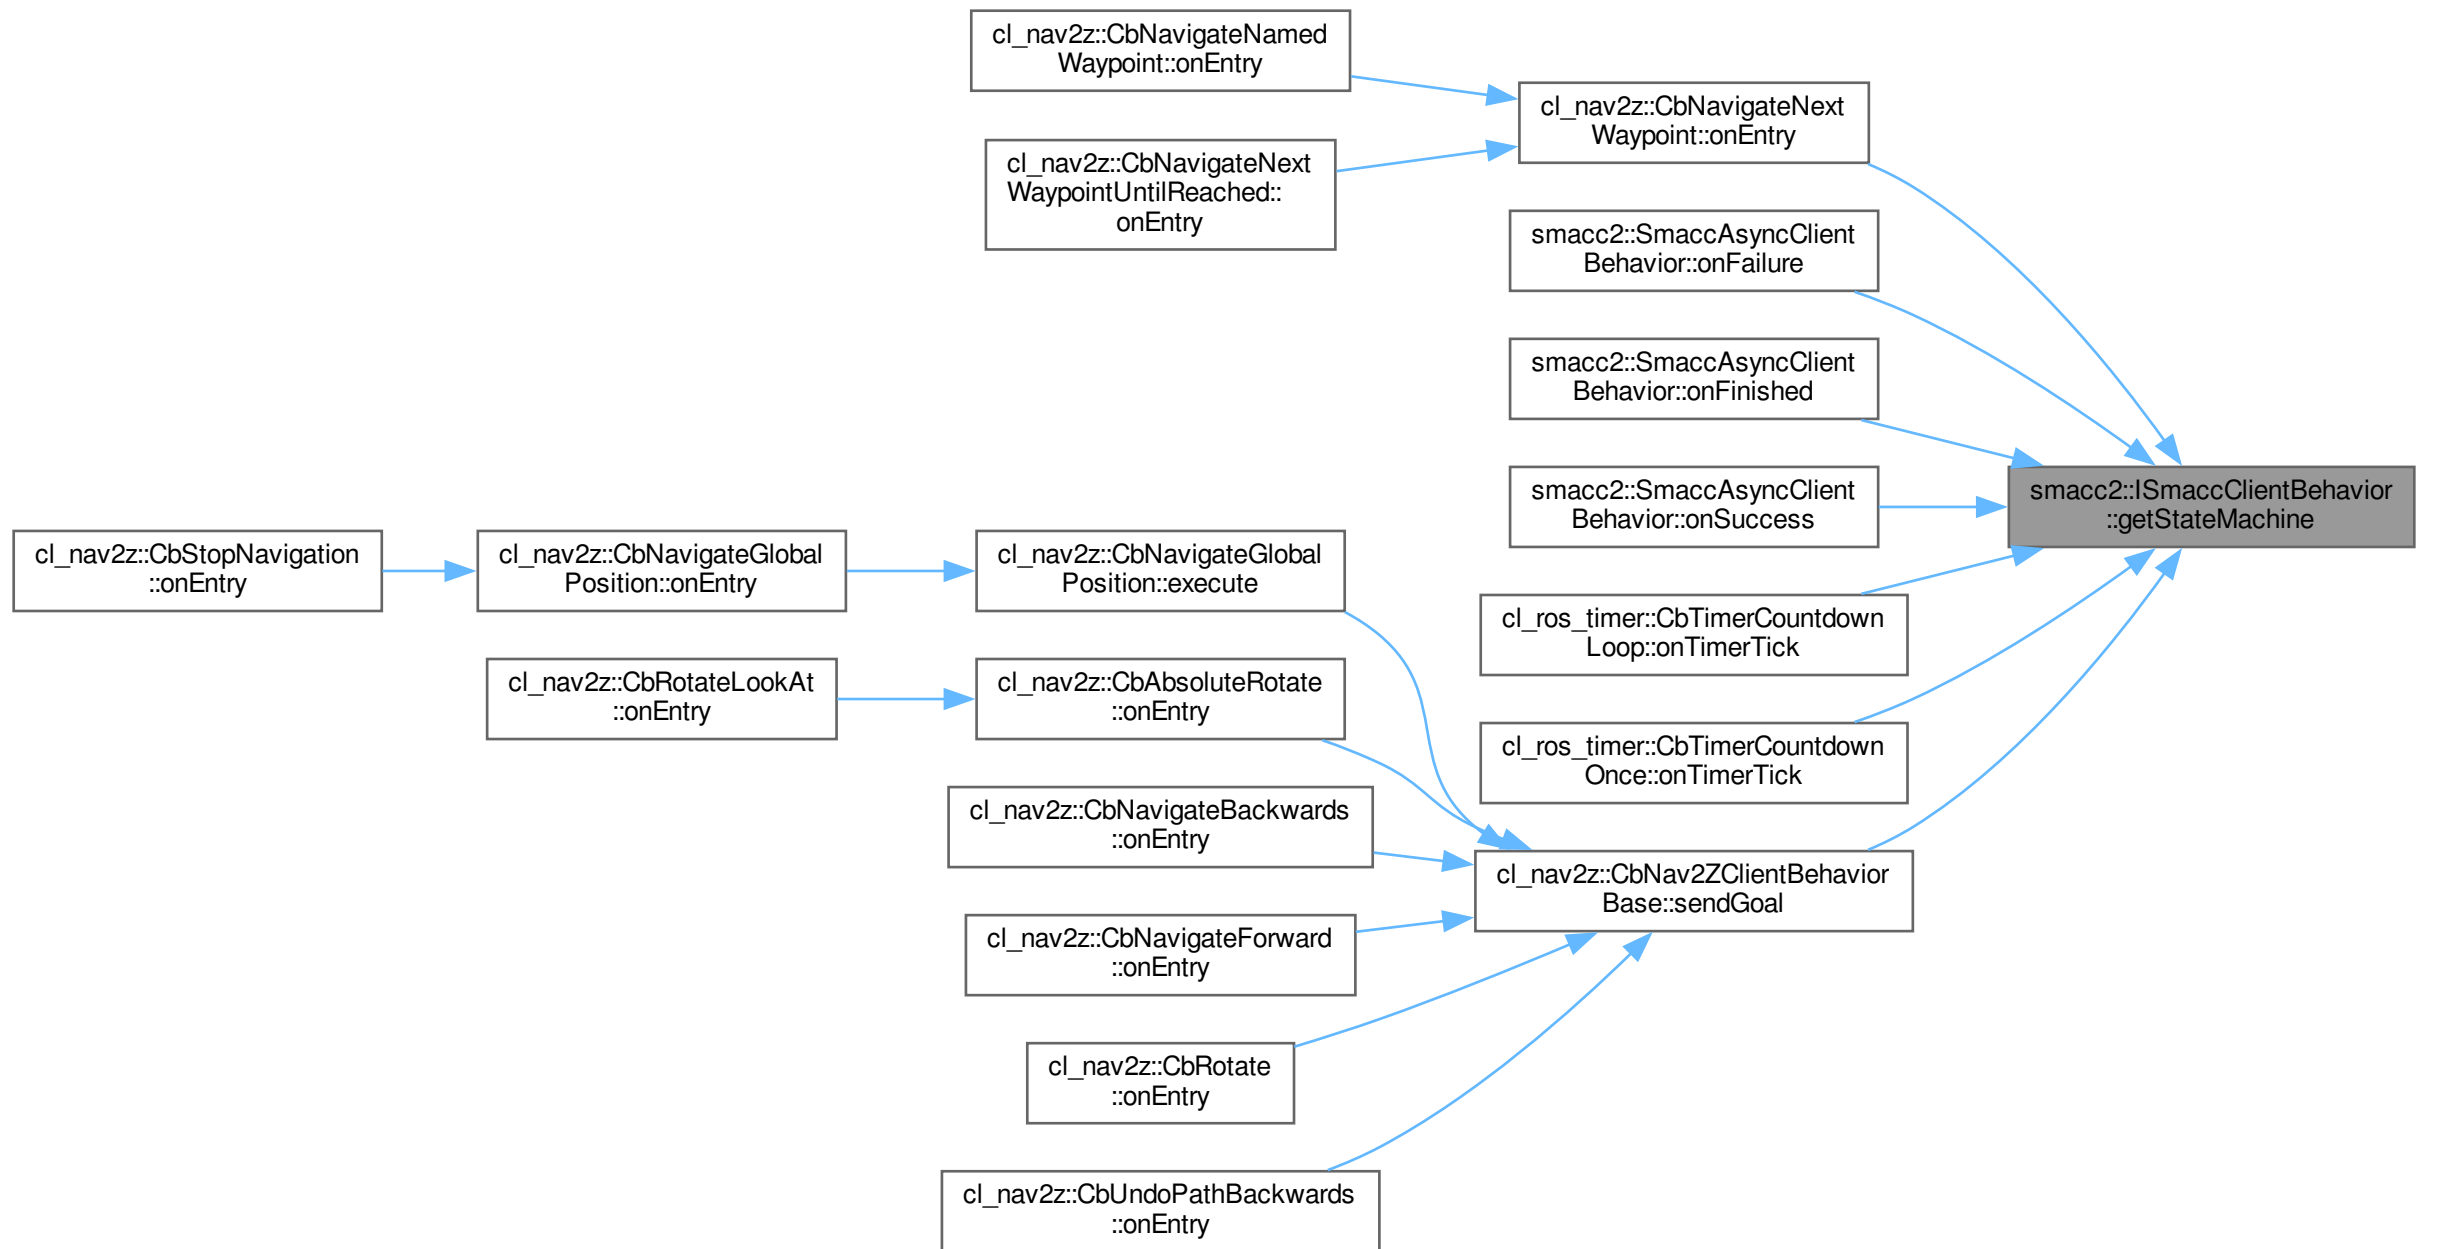 cl_nav2z::CbNavigateNamed
Waypoint::onEntry
cl_nav2z::CbNavigateNext
Waypoint::onEntry
cl_nav2z::CbNavigateNext
WaypointUntilReached::
onEntry
smacc2::SmaccAsyncClient
Behavior::onFailure
smacc2::SmaccAsyncClient
Behavior::onFinished
smacc2::SmaccAsyncClient
Behavior::onSuccess
smacc2::ISmaccClientBehavior
::getStateMachine
cl_nav2z::CbStopNavigation
::onEntry
cl_nav2z::CbNavigateGlobal
Position::onEntry
cl_nav2z::CbNavigateGlobal
Position::execute
cl_ros_timer::CbTimerCountdown
Loop::onTimerTick
cl_nav2z::CbRotateLookAt
::onEntry
cl_nav2z::CbAbsoluteRotate
::onEntry
cl_ros_timer::CbTimerCountdown
Once::onTimerTick
cl_nav2z::CbNavigateBackwards
::onEntry
cl_nav2z::CbNav2ZClientBehavior
Base::sendGoal
cl_nav2z::CbNavigateForward
::onEntry
cl_nav2z::CbRotate
::onEntry
cl_nav2z::CbUndoPathBackwards
::onEntry